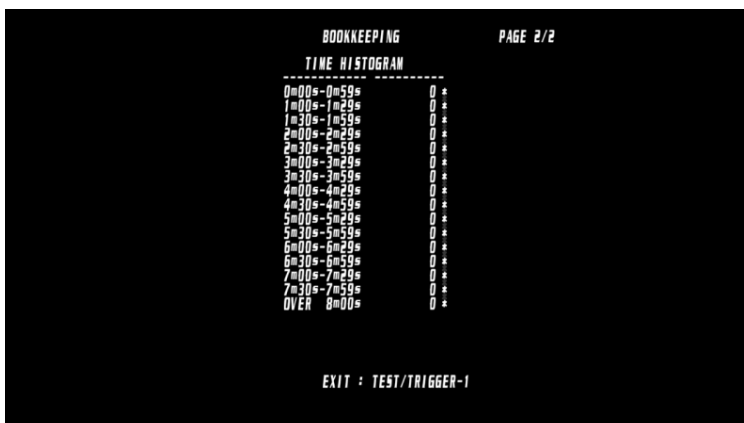 BOOKKEEPING PAGE 2/2
TIME HISTOGRAM
------------- ----------
0m00s-0m59s 0 *
1m00s-1m29s 0 *
1m30s-1m59s 0 *
2m00s-2m29s 0 *
2m30s-2m59s 0 *
3m00s-3m29s 0 *
3m30s-3m59s 0 *
4m00s-4m29s 0 *
4m30s-4m59s 0 *
5m00s-5m29s 0 *
5m30s-5m59s 0 *
6m00s-6m29s 0 *
6m30s-6m59s 0 *
7m00s-7m29s 0 *
7m30s-7m59s 0 *
OVER 8m00s 0 *
EXIT : TEST/TRIGGER-1